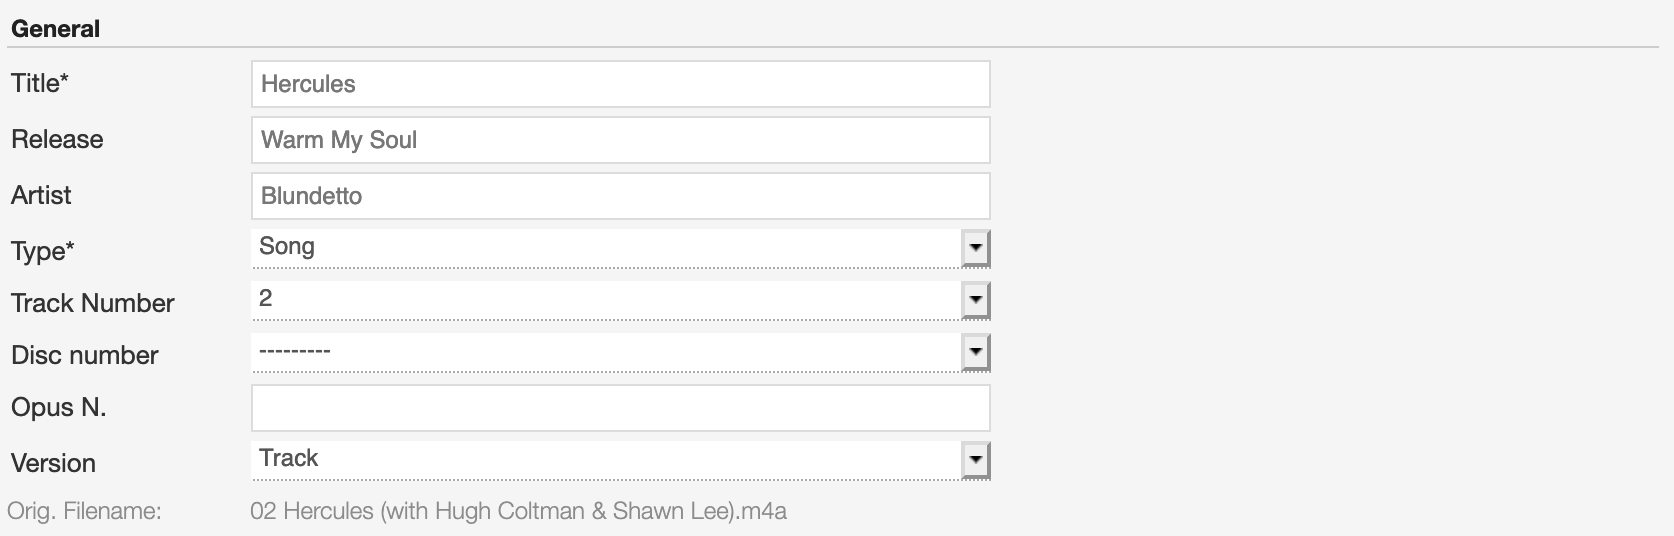 General
Title* Hercules
Release Warm My Soul
Artist Blundetto
Type* Song
Track Number 2
Disc number ---------
Opus N.
Version Track
Orig. Filename: 02 Hercules (with Hugh Coltman & Shawn Lee).m4a